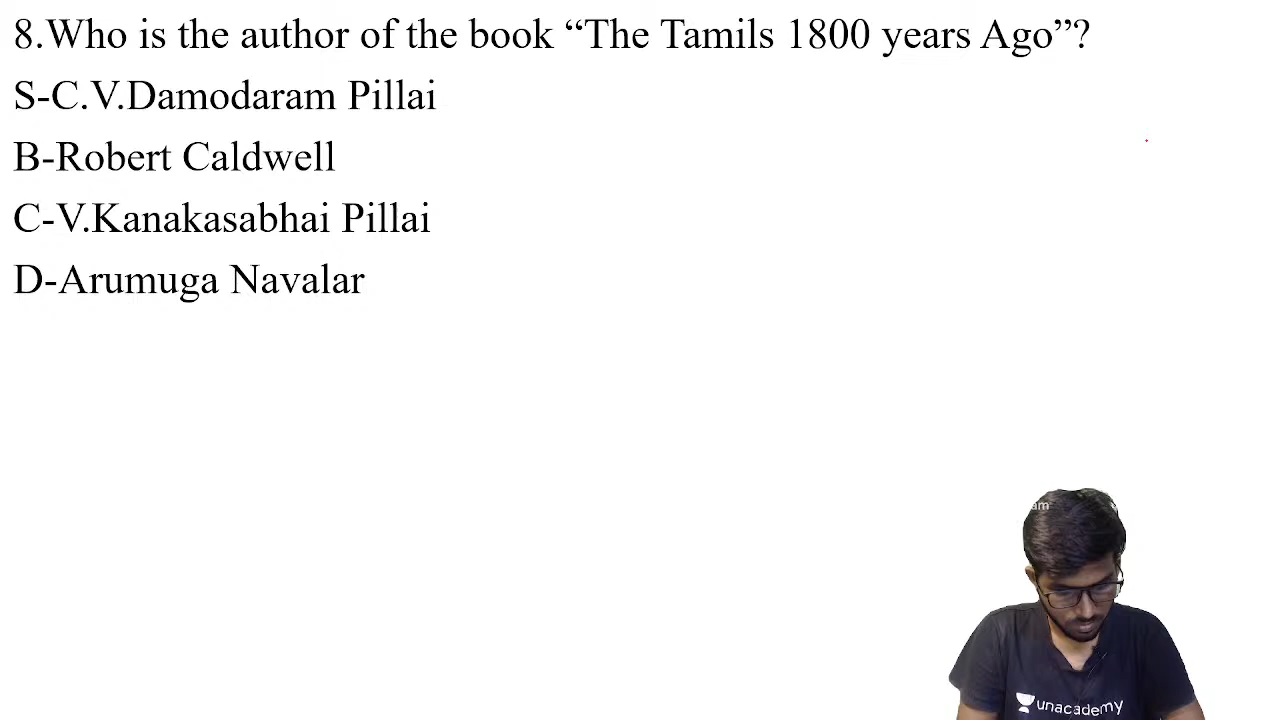 8.Who is the author of the book “The Tamils 1800 years Ago”?
S-C.V.Damodaram Pillai
B-Robert Caldwell
C-V.Kanakasabhai Pillai
D-Arumuga Navalar
am
unacademy